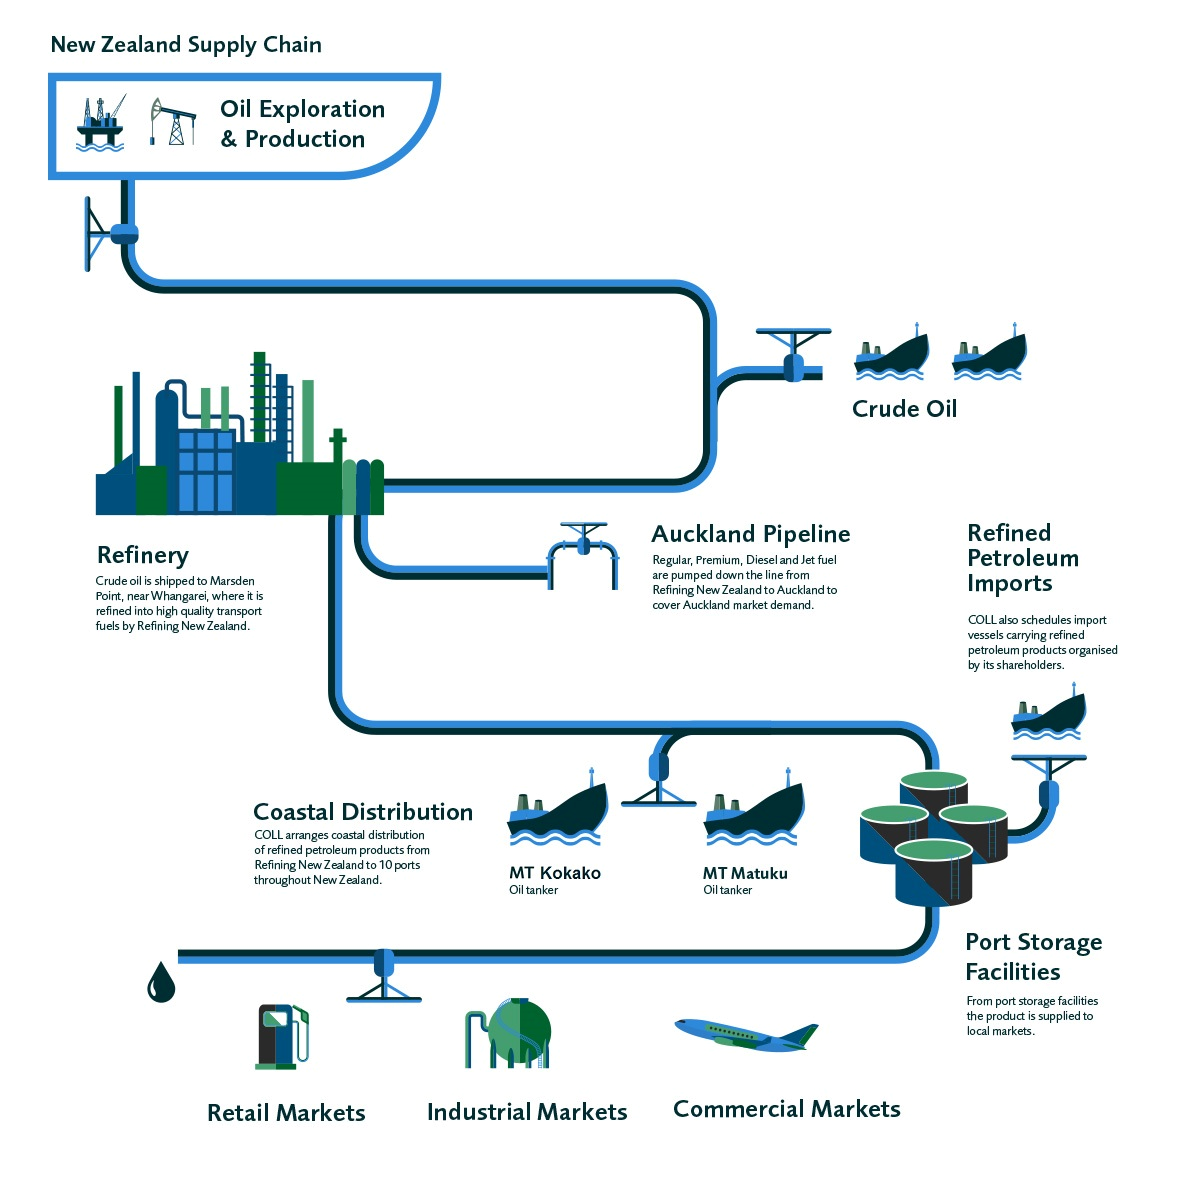 New Zealand Supply Chain
Oil Exploration
& Production
Crude Oil
Refinery
Crude oil is shipped to Marsden
Point, near Whangarei, where it is
refined into high quality transport
fuels by Refining New Zealand.
Auckland Pipeline
Regular, Premium, Diesel and Jet fuel
are pumped down the line from
Refining New Zealand to Auckland to
cover Auckland market demand.
Refined
Petroleum
Imports
COLL also schedules import
vessels carrying refined
petroleum products organised
by its shareholders.
Coastal Distribution
COLL arranges coastal distribution
of refined petroleum products from
Refining New Zealand to 10 ports
throughout New Zealand.
MT Kokako
Oil tanker
MT Matuku
Oil tanker
Port Storage
Facilities
From port storage facilities
the product is supplied to
local markets.
Retail Markets
Industrial Markets
Commercial Markets